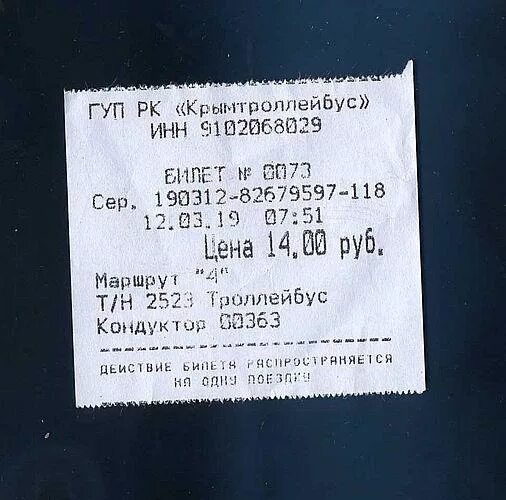 ГУП РК «Крымтроллейбус»
ИНН 9102068029
БИЛЕТ № 0073
Сер. 190312-82679597-118
12.03.19 07:51
Цена 14.00 руб.
Маршрут "4"
Т/Н 2523 Троллейбус
Кондуктор 00363
ДЕЙСТВИЕ БИЛЕТА РАСПРОСТРАНЯЕТСЯ
НА ОДНУ ПОЕЗДКУ